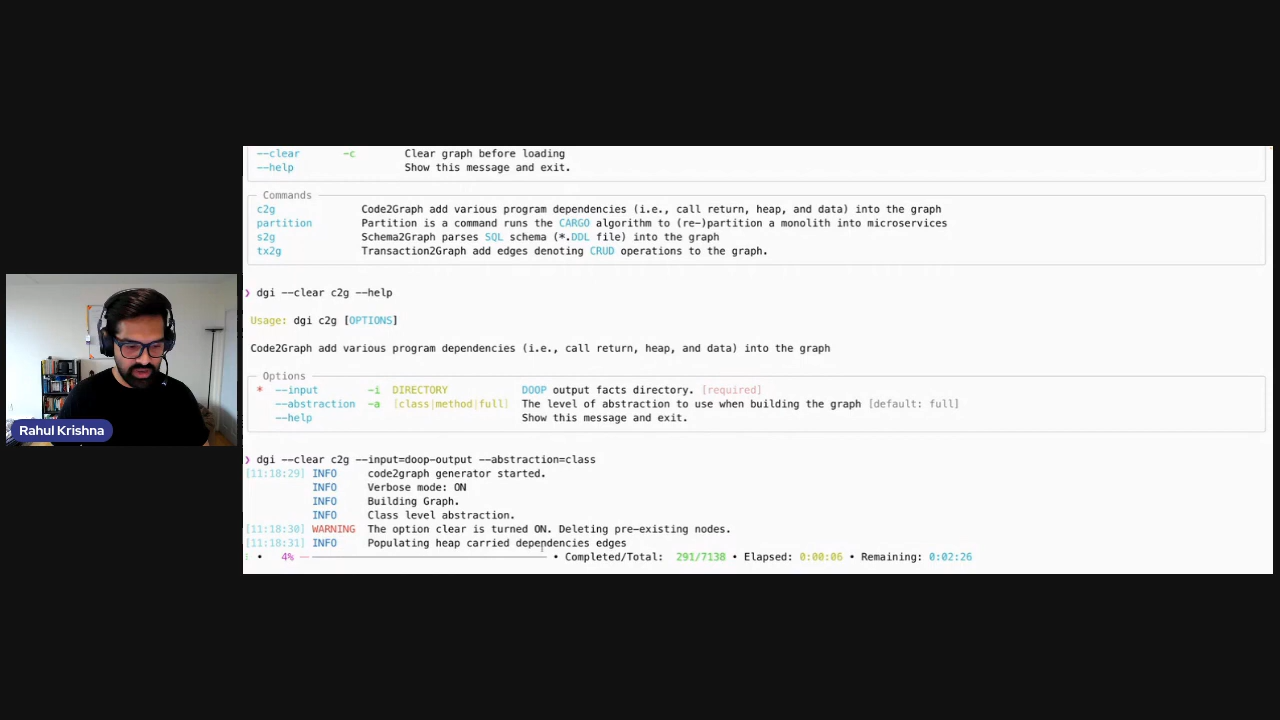 --clear -c Clear graph before loading
--help Show this message and exit.
Commands
c2g Code2Graph add various program dependencies (i.e., call return, heap, and data) into the graph
partition Partition is a command runs the CARGO algorithm to (re-)partition a monolith into microservices
s2g Schema2Graph parses SQL schema (*.DDL file) into the graph
tx2g Transaction2Graph add edges denoting CRUD operations to the graph.
❯ dgi --clear c2g --help
Usage: dgi c2g [OPTIONS]
Code2Graph add various program dependencies (i.e., call return, heap, and data) into the graph
Options
* --input -i DIRECTORY DOOP output facts directory. [required]
--abstraction -a [class|method|full] The level of abstraction to use when building the graph [default: full]
--help Show this message and exit.
❯ dgi --clear c2g --input=doop-output --abstraction=class
[11:18:29] INFO code2graph generator started.
INFO Verbose mode: ON
INFO Building Graph.
INFO Class level abstraction.
[11:18:30] WARNING The option clear is turned ON. Deleting pre-existing nodes.
[11:18:31] INFO Populating heap carried dependencies edges
• 4% • Completed/Total: 291/7138 • Elapsed: 0:00:06 • Remaining: 0:02:26
Rahul Krishna